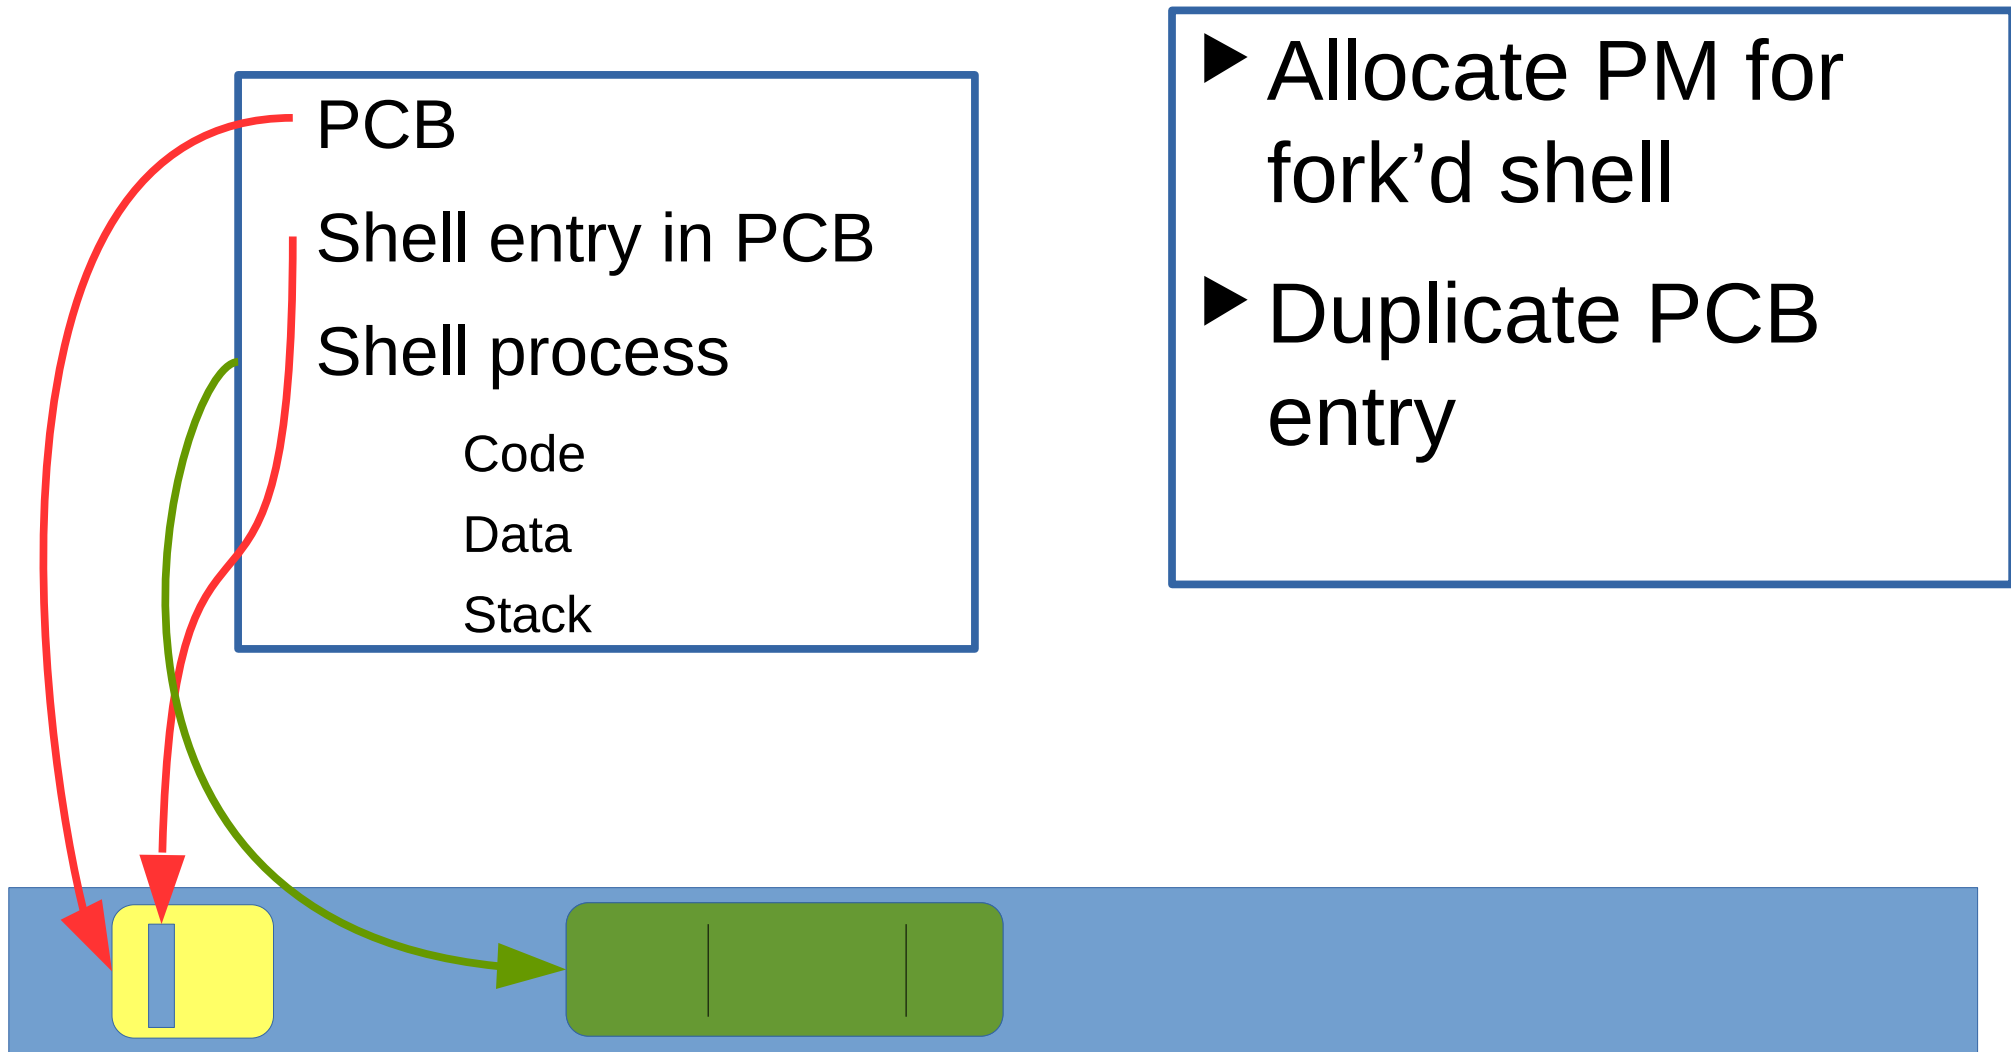 PCB
Shell entry in PCB
Shell process
Code
Data
Stack
Allocate PM for
fork’d shell
Duplicate PCB
entry